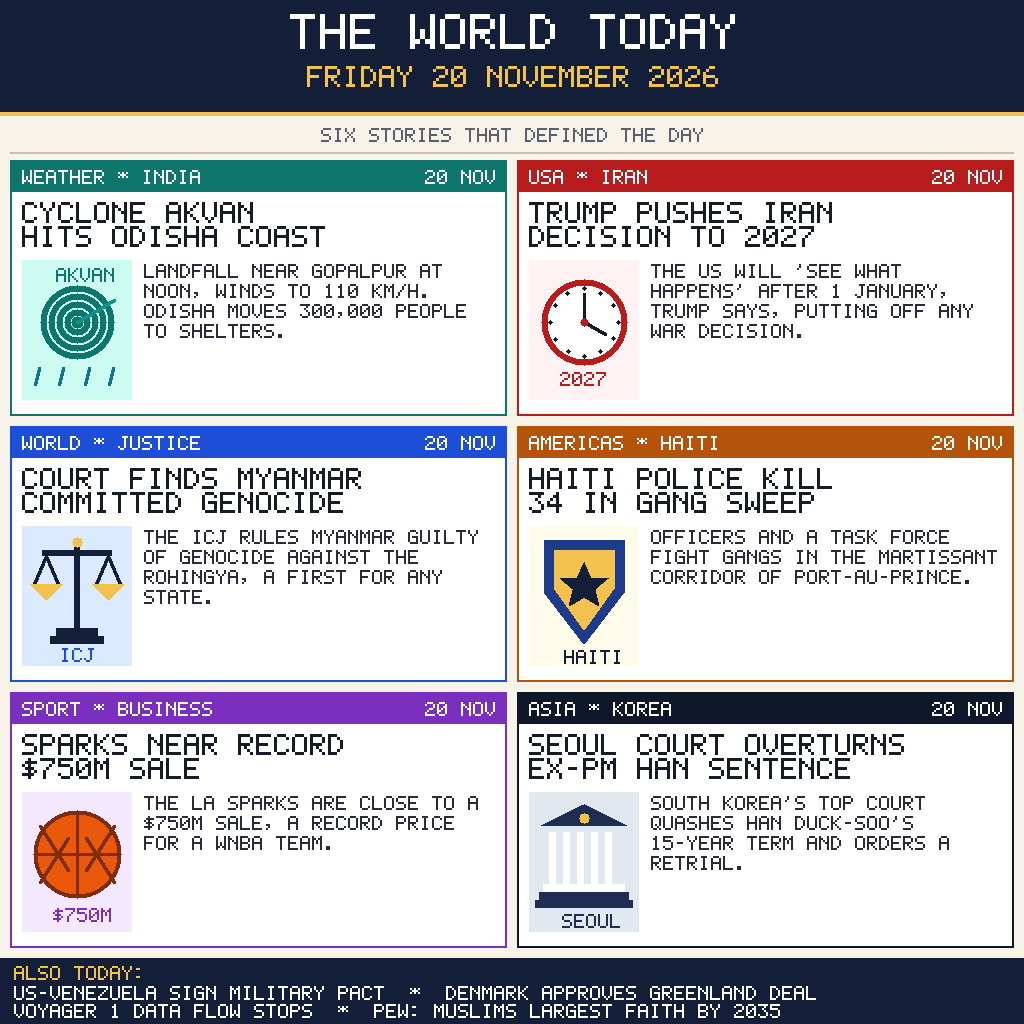 THE WORLD TODAY
FRIDAY 20 NOVEMBER 2026
SIX STORIES THAT DEFINED THE DAY
WEATHER * INDIA 20 NOV
CYCLONE AKVAN
HITS ODISHA COAST
AKVAN
LANDFALL NEAR GOPALPUR AT
NOON, WINDS TO 110 KM/H.
ODISHA MOVES 300,000 PEOPLE
TO SHELTERS.
USA * IRAN 20 NOV
TRUMP PUSHES IRAN
DECISION TO 2027
2027
THE US WILL 'SEE WHAT
HAPPENS' AFTER 1 JANUARY,
TRUMP SAYS, PUTTING OFF ANY
WAR DECISION.
WORLD * JUSTICE 20 NOV
COURT FINDS MYANMAR
COMMITTED GENOCIDE
ICJ
THE ICJ RULES MYANMAR GUILTY
OF GENOCIDE AGAINST THE
ROHINGYA, A FIRST FOR ANY
STATE.
AMERICAS * HAITI 20 NOV
HAITI POLICE KILL
34 IN GANG SWEEP
HAITI
OFFICERS AND A TASK FORCE
FIGHT GANGS IN THE MARTISSANT
CORRIDOR OF PORT-AU-PRINCE.
SPORT * BUSINESS 20 NOV
SPARKS NEAR RECORD
$750M SALE
$750M
THE LA SPARKS ARE CLOSE TO A
$750M SALE, A RECORD PRICE
FOR A WNBA TEAM.
ASIA * KOREA 20 NOV
SEOUL COURT OVERTURNS
EX-PM HAN SENTENCE
SEOUL
SOUTH KOREA'S TOP COURT
QUASHES HAN DUCK-SOO'S
15-YEAR TERM AND ORDERS A
RETRIAL.
ALSO TODAY:
US-VENEZUELA SIGN MILITARY PACT * DENMARK APPROVES GREENLAND DEAL
VOYAGER 1 DATA FLOW STOPS * PEW: MUSLIMS LARGEST FAITH BY 2035